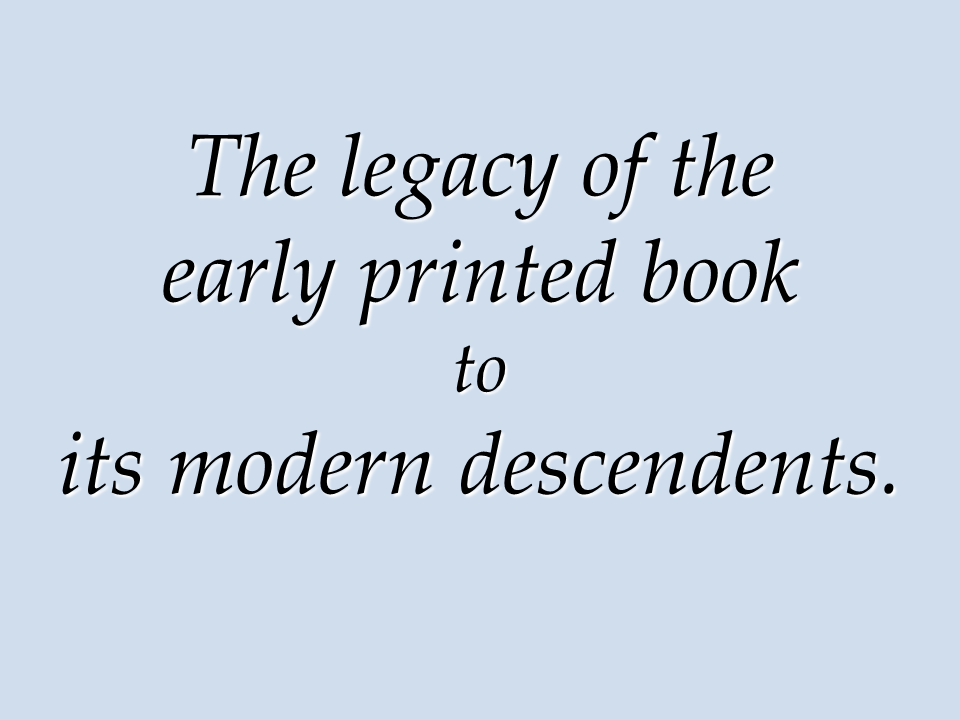 The legacy of the
early printed book
to
its modern descendents.